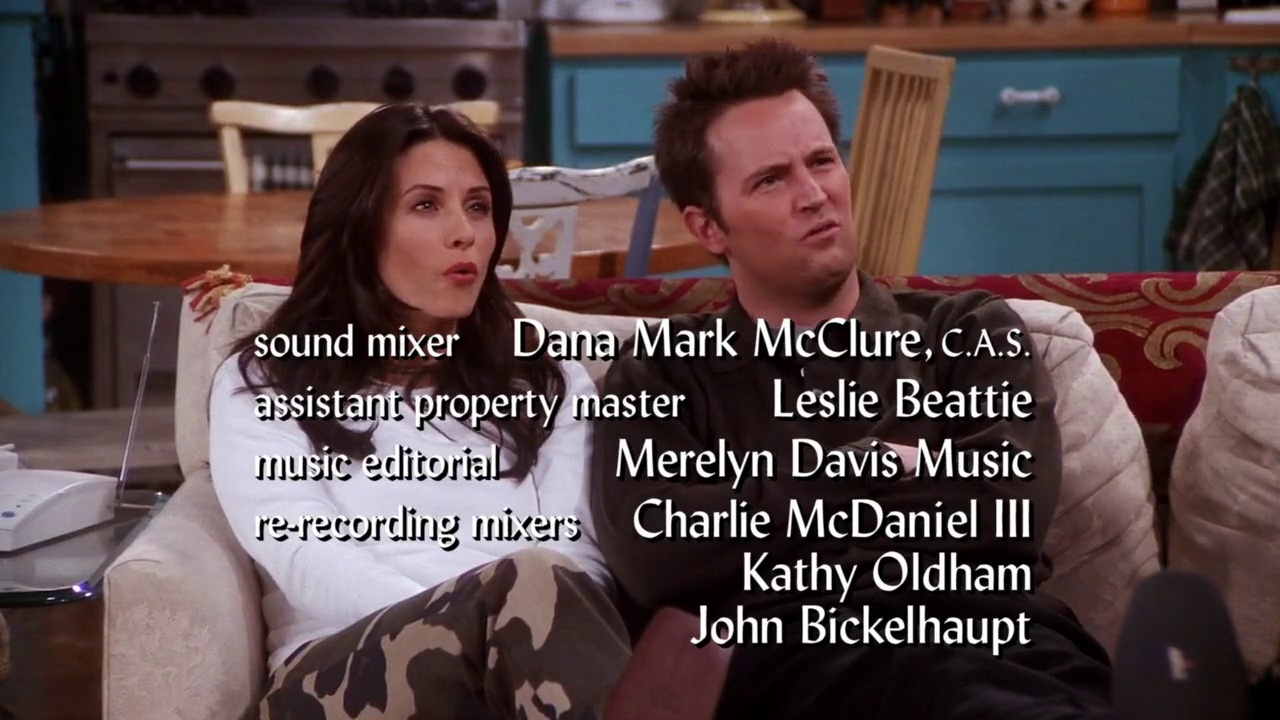 sound mixer Dana Mark McClure, C.A.S.
assistant property master Leslie Beattie
music editorial Merelyn Davis Music
re-recording mixers Charlie McDaniel III
Kathy Oldham
John Bickelhaupt